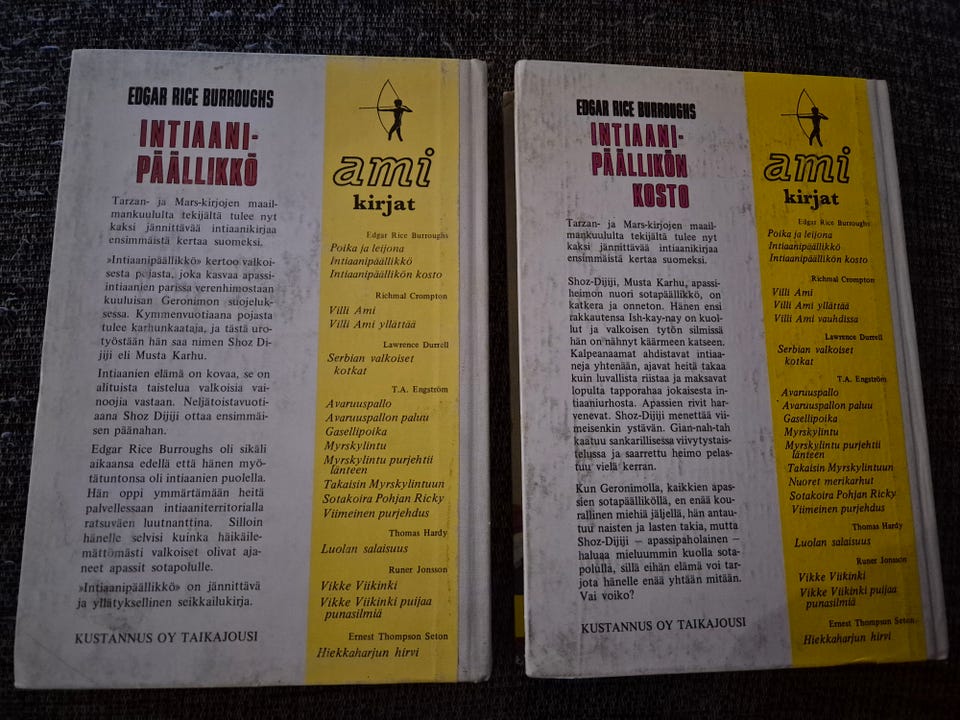 EDGAR RICE BURROUGHS
INTIAANI-
PÄÄLLIKKÖ
Tarzan- ja Mars-kirjojen maail-
mankuululta tekijältä tulee nyt
kaksi jännittävää intiaanikirjaa
ensimmäistä kertaa suomeksi.
»Intiaanipäällikkö» kertoo valkoi-
sesta pojasta, joka kasvaa apassi-
intiaanien parissa verenhimostaan
kuuluisan Geronimon suojeluk-
sessa. Kymmenvuotiaana pojasta
tulee karhunkaataja, ja tästä uro-
työstään hän saa nimen Shoz Di-
jiji eli Musta Karhu.
Intiaanien elämä on kovaa, se on
alituista taistelua valkoisia vai-
noojia vastaan. Neljätoistavuoti-
aana Shoz Dijiji ottaa ensimmäi-
sen päänahan.
Edgar Rice Burroughs oli sikäli
aikaansa edellä että hänen myö-
tätuntonsa oli intiaanien puolella.
Hän oppi ymmärtämään heitä
palvellessaan intiaaniterritorialla
ratsuväen luutnanttina. Silloin
hänelle selvisi kuinka häikäile-
mättömästi valkoiset olivat aja-
neet apassit sotapolulle.
»Intiaanipäällikkö» on jännittävä
ja yllätyksellinen seikkailukirja.
KUSTANNUS OY TAIKAJOUSI
ami
kirjat
Edgar Rice Burroughs
Poika ja leijona
Intiaanipäällikkö
Intiaanipäällikön kosto
Richmal Crompton
Villi Ami
Villi Ami yllättää
Lawrence Durrell
Serbian valkoiset
kotkat
T.A. Engström
Avaruuspallo
Avaruuspallon paluu
Gasellipoika
Myrskylintu
Myrskylintu purjehtii
länteen
Takaisin Myrskylintuun
Sotakoira Pohjan Ricky
Viimeinen purjehdus
Thomas Hardy
Luolan salaisuus
Runer Jonsson
Vikke Viikinki
Vikke Viikinki puijaa
punasilmiä
Ernest Thompson Seton
Hiekkaharjun hirvi
EDGAR RICE BURROUGHS
INTIAANI-
PÄÄLLIKÖN
KOSTO
Tarzan- ja Mars-kirjojen maail-
mankuululta tekijältä tulee nyt
kaksi jännittävää intiaanikirjaa
ensimmäistä kertaa suomeksi.
Shoz-Dijiji, Musta Karhu, apassi-
heimon nuori sotapäällikkö, on
katkera ja onneton. Hänen ensi
rakkautensa Ish-kay-nay on kuol-
lut ja valkoisen tytön silmissä
hän on nähnyt käärmeen katseen.
Kalpeanaamat ahdistavat intiaa-
neja yhtenään, ajavat heitä takaa
kuin luvallista riistaa ja maksavat
lopulta tapporahaa jokaisesta in-
tiaaniurhosta. Apassien rivit har-
venevat. Shoz-Dijiji menettää vii-
meisenkin ystävän. Gian-nah-tah
kaatuu sankarillisessa viivytystais-
telussa ja saarrettu heimo pelas-
tuu vielä kerran.
Kun Geronimolla, kaikkien apas-
sien sotapäälliköllä, en enää kou-
rallinen miehiä jäljellä, hän antau-
tuu naisten ja lasten takia, mutta
Shoz-Dijiji – apassipaholainen –
haluaa mieluummin kuolla sota-
polulla, sillä eihän elämä voi tar-
jota hänelle enää yhtään mitään.
Vai voiko?
KUSTANNUS OY TAIKAJOUSI
ami
kirjat
Edgar Rice Burroughs
Poika ja leijona
Intiaanipäällikkö
Intiaanipäällikön kosto
Richmal Crompton
Villi Ami
Villi Ami yllättää
Villi Ami vauhdissa
Lawrence Durrell
Serbian valkoiset
kotkat
T.A. Engström
Avaruuspallo
Avaruuspallon paluu
Gasellipoika
Myrskylintu
Myrskylintu purjehtii
länteen
Takaisin Myrskylintuun
Nuoret merikarhut
Sotakoira Pohjan Ricky
Viimeinen purjehdus
Thomas Hardy
Luolan salaisuus
Runer Jonsson
Vikke Viikinki
Vikke Viikinki puijaa
punasilmiä
Ernest Thompson Seton
Hiekkaharjun hirvi